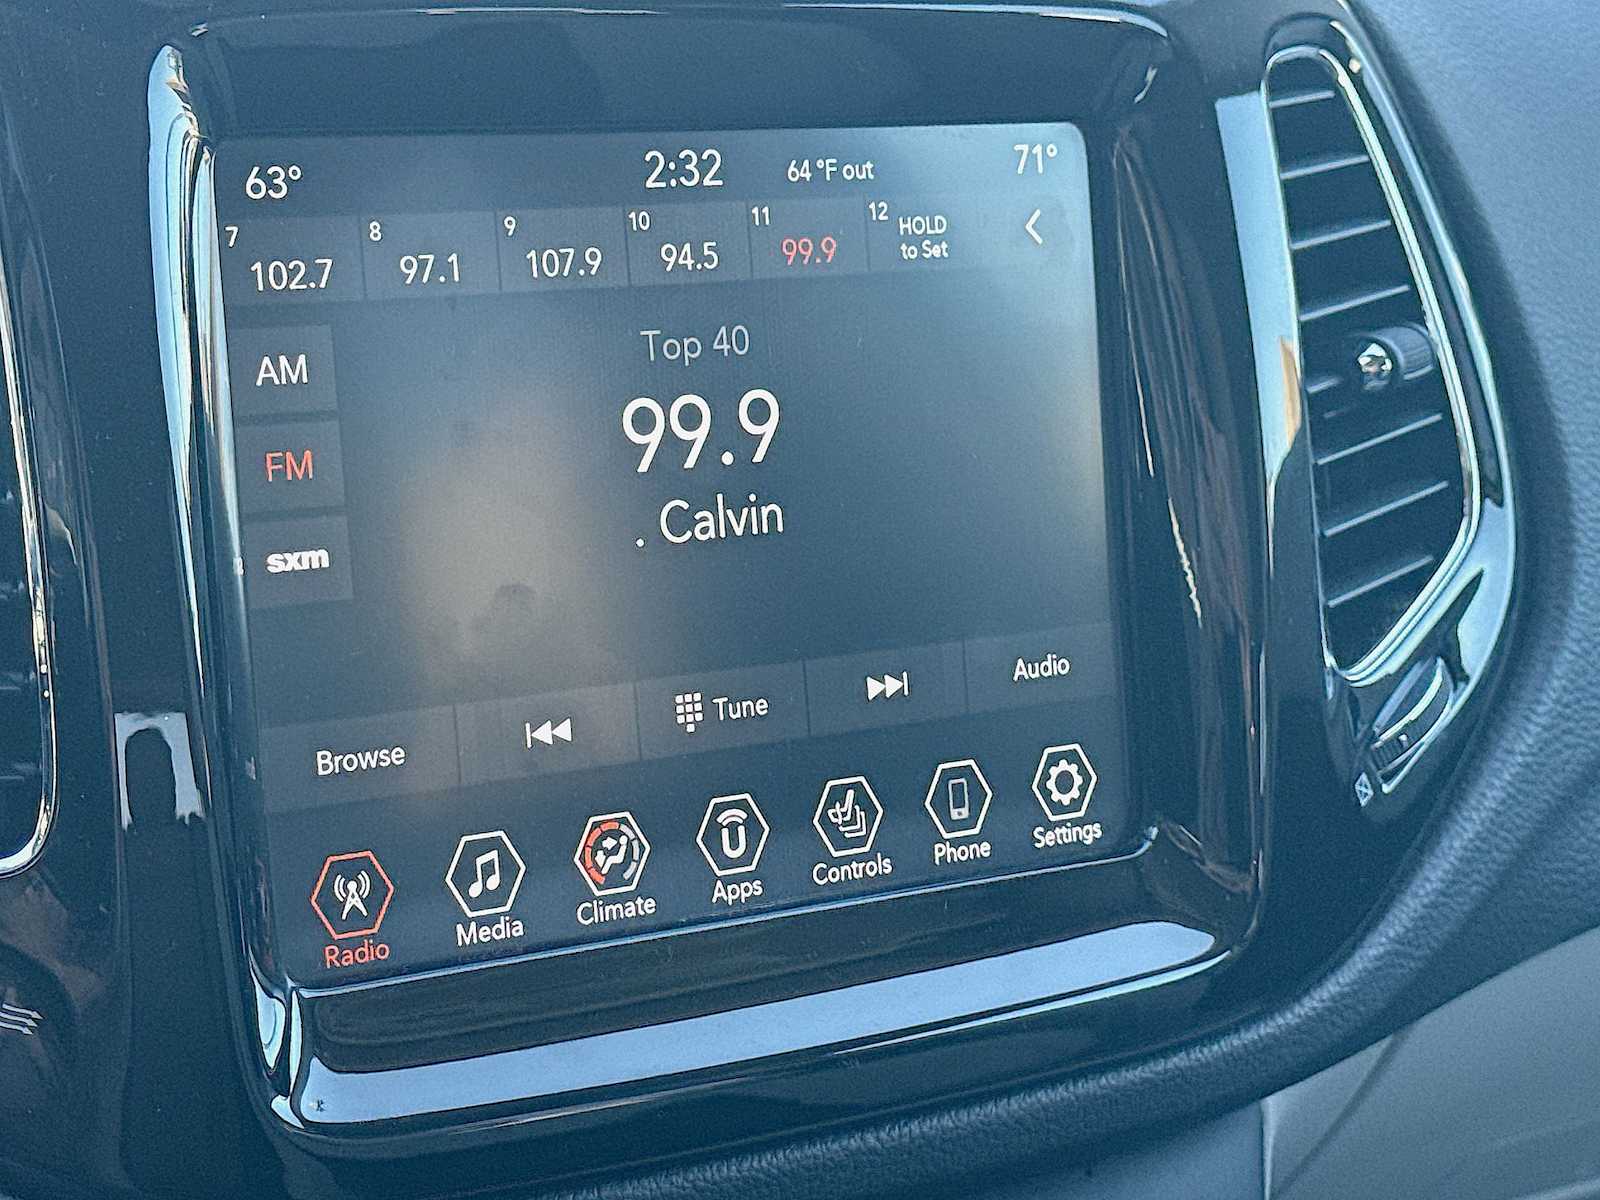 63° 2:32 64 °F out 71°
7 8 9 10 11 12
102.7 97.1 107.9 94.5 99.9 HOLD
to Set
Top 40
AM
99.9
FM
. Calvin
sxm
Browse Tune Audio
Radio Media Climate Apps Controls Phone Settings